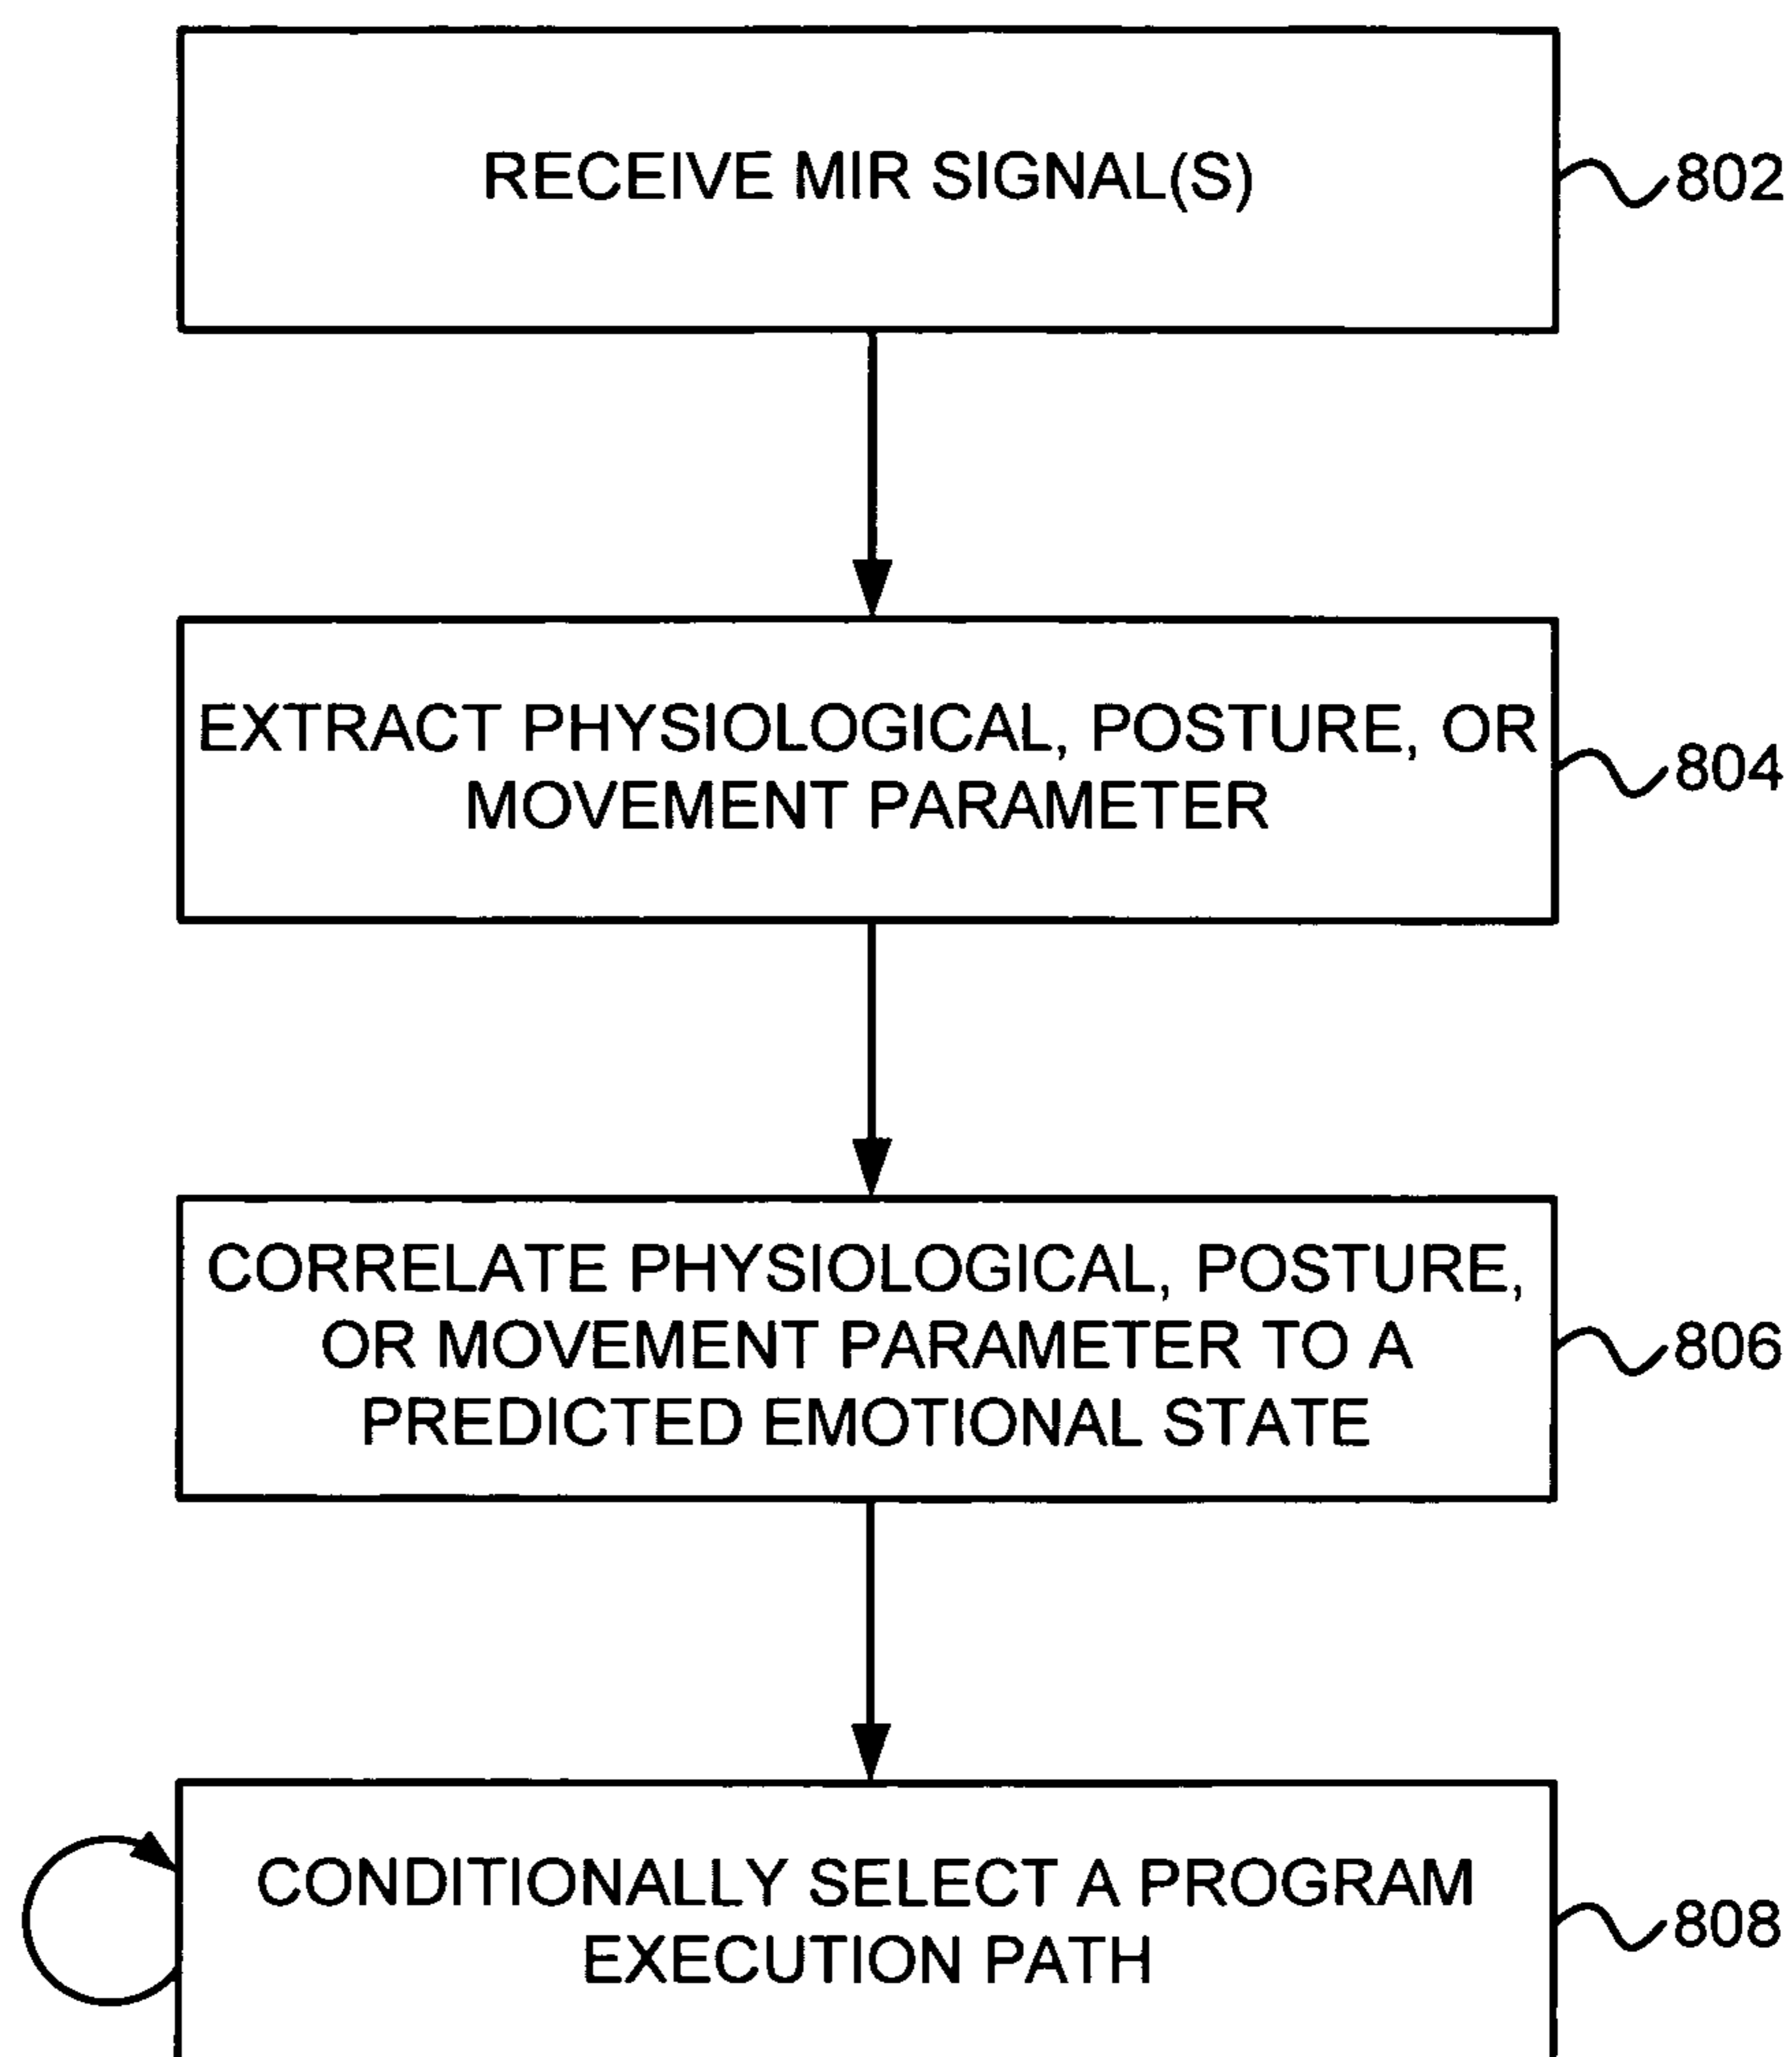 RECEIVE MIR SIGNAL(S)
802
EXTRACT PHYSIOLOGICAL, POSTURE, OR
MOVEMENT PARAMETER
804
CORRELATE PHYSIOLOGICAL, POSTURE,
OR MOVEMENT PARAMETER TO A
PREDICTED EMOTIONAL STATE
806
CONDITIONALLY SELECT A PROGRAM
EXECUTION PATH
808